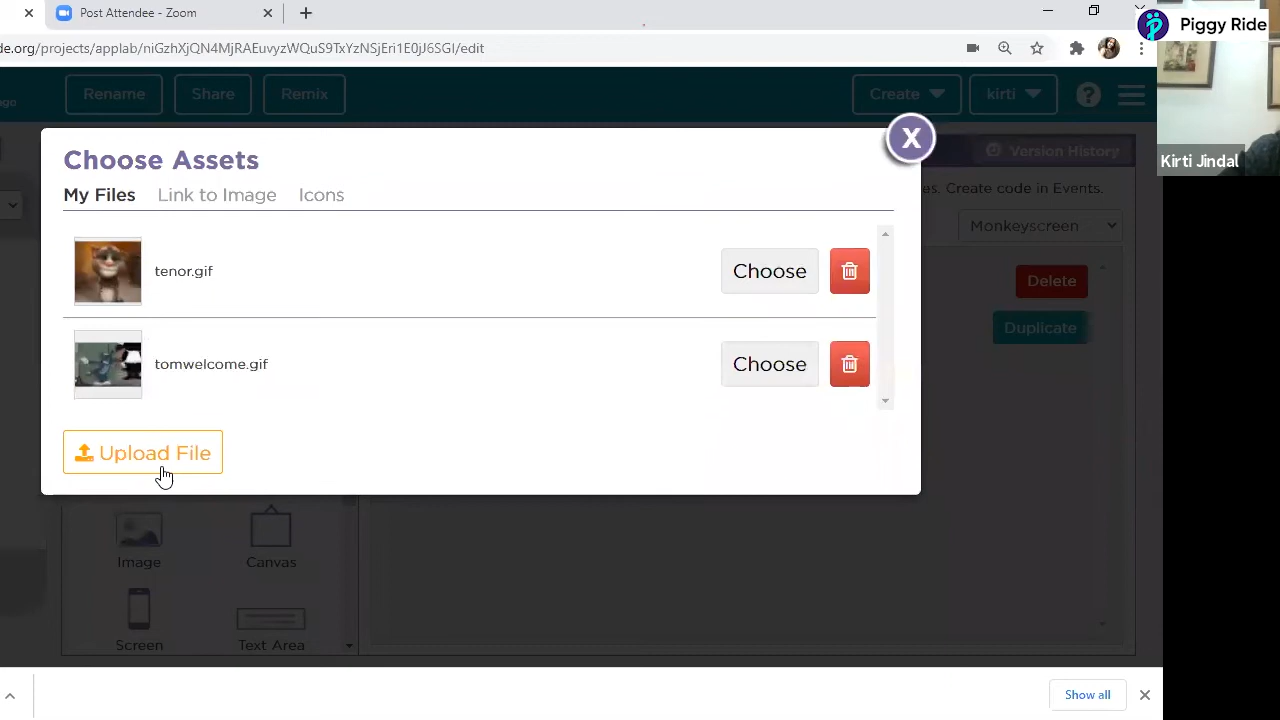 Post Attendee - Zoom
Piggy Ride
de.org/projects/applab/niGzhXjQN4MjRAEuvyzWQuS9TxYzNSjEri1E0jJ6SGI/edit
Rename
Share
Remix
Create
kirti
?
Choose Assets
X
Version History
Kirti Jindal
My Files
Link to Image
Icons
es. Create code in Events.
Monkeyscreen
tenor.gif
Choose
Delete
Duplicate
tomwelcome.gif
Choose
Upload File
Image
Canvas
Screen
Text Area
Show all